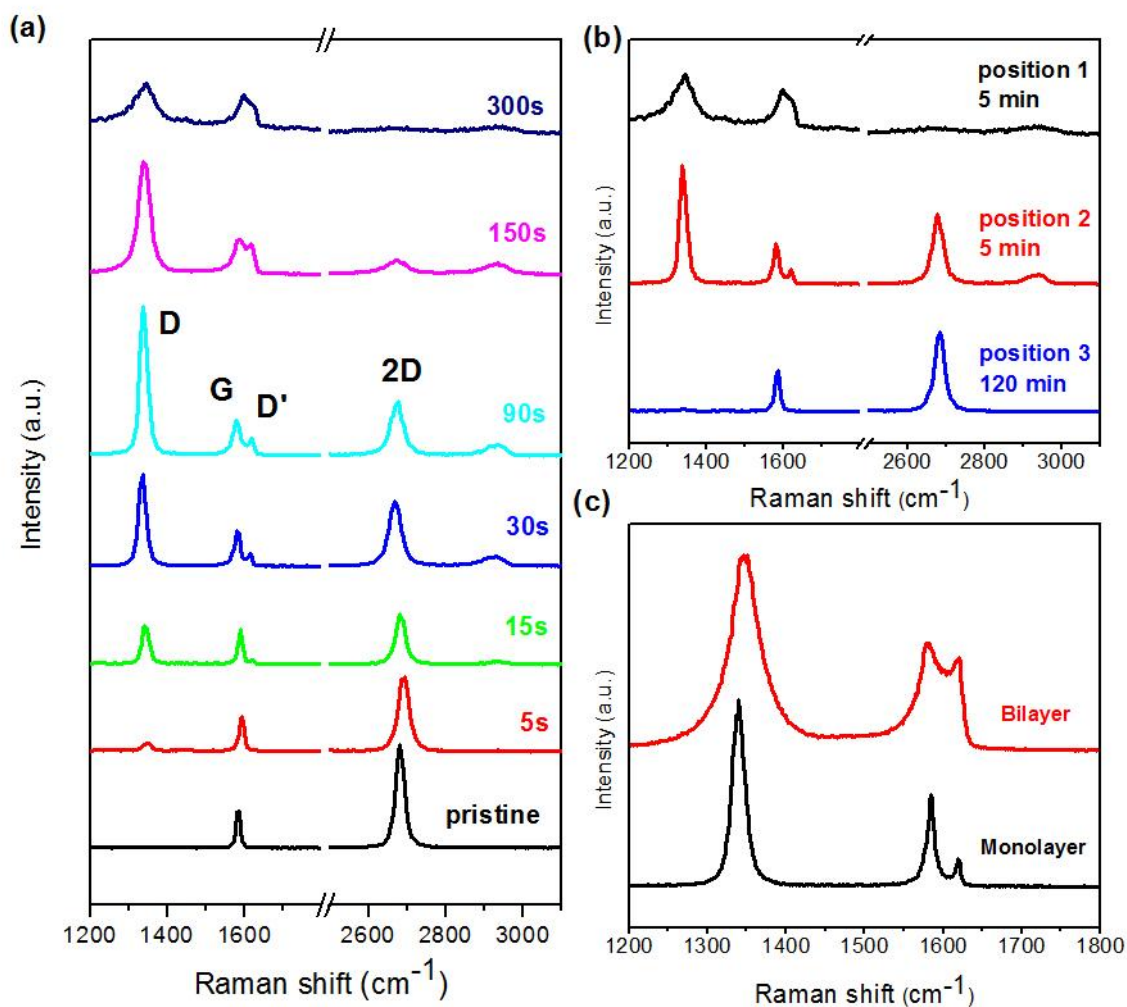 (a)
300s
150s
D
G
D'
2D
90s
30s
15s
5s
pristine
Intensity (a.u.)
1200 1400 1600 2600 2800 3000
Raman shift (cm-1)
(b)
position 1
5 min
position 2
5 min
position 3
120 min
Intensity (a.u.)
1200 1400 1600 2600 2800 3000
Raman shift (cm-1)
(c)
Bilayer
Monolayer
Intensity (a.u.)
1200 1300 1400 1500 1600 1700 1800
Raman shift (cm-1)